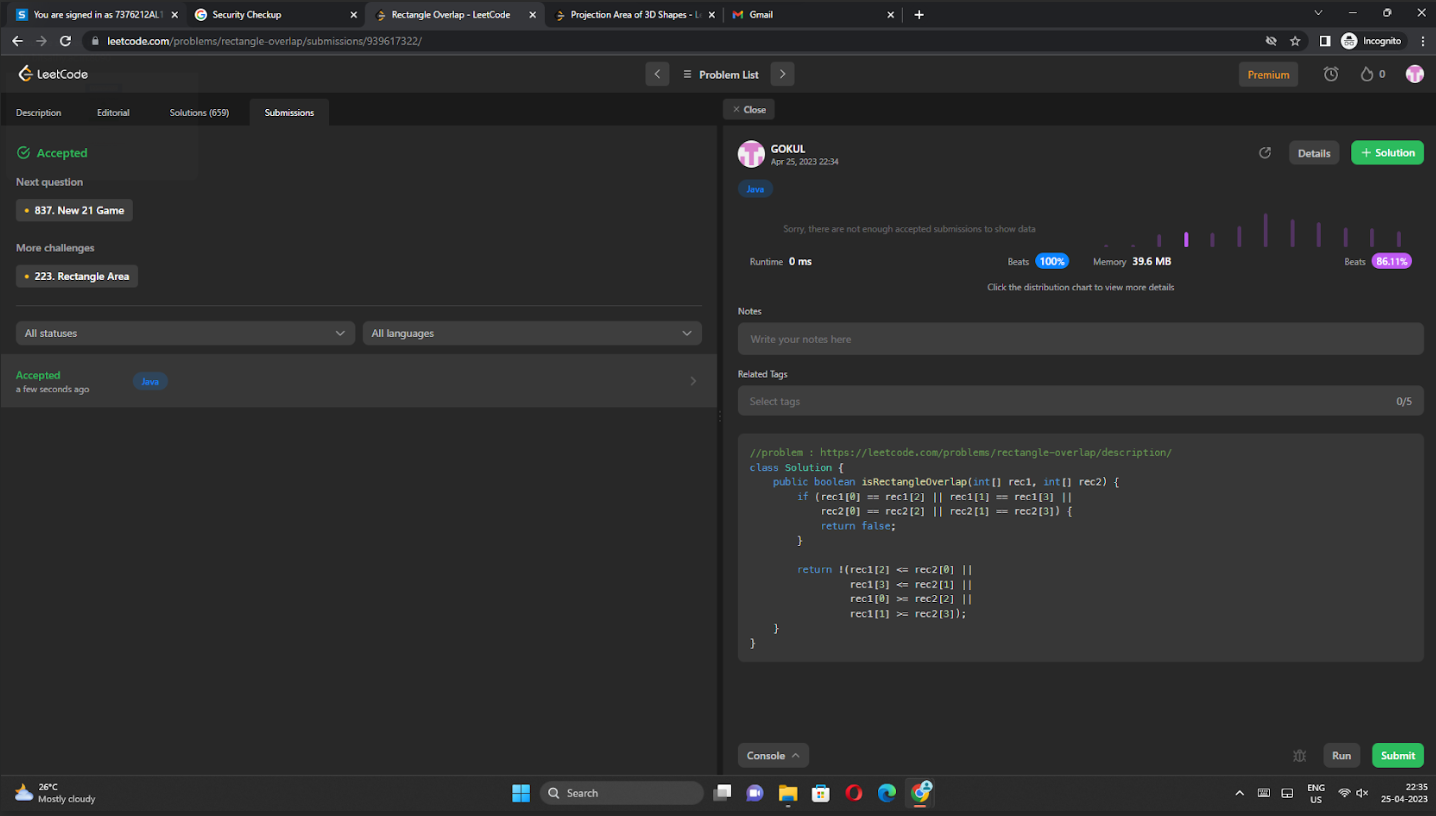 You are signed in as 7376212AL1
Security Checkup
Rectangle Overlap - LeetCode
Projection Area of 3D Shapes - Le
Gmail
leetcode.com/problems/rectangle-overlap/submissions/939617322/
Incognito
LeetCode
Problem List
Premium
0
Description
Editorial
Solutions (659)
Submissions
Close
Accepted
Next question
837. New 21 Game
More challenges
223. Rectangle Area
All statuses
All languages
Accepted
a few seconds ago
Java
GOKUL
Apr 25, 2023 22:34
Details
+ Solution
Java
Sorry, there are not enough accepted submissions to show data
Runtime 0 ms
Beats 100%
Memory 39.6 MB
Beats 86.11%
Click the distribution chart to view more details
Notes
Write your notes here
Related Tags
Select tags
0/5
//problem : https://leetcode.com/problems/rectangle-overlap/description/
class Solution {
    public boolean isRectangleOverlap(int[] rec1, int[] rec2) {
        if (rec1[0] == rec1[2] || rec1[1] == rec1[3] ||
            rec2[0] == rec2[2] || rec2[1] == rec2[3]) {
            return false;
        }
        return !(rec1[2] <= rec2[0] ||
                 rec1[3] <= rec2[1] ||
                 rec1[0] >= rec2[2] ||
                 rec1[1] >= rec2[3]);
    }
}
Console
Run
Submit
26°C
Mostly cloudy
Search
ENG
US
22:35
25-04-2023